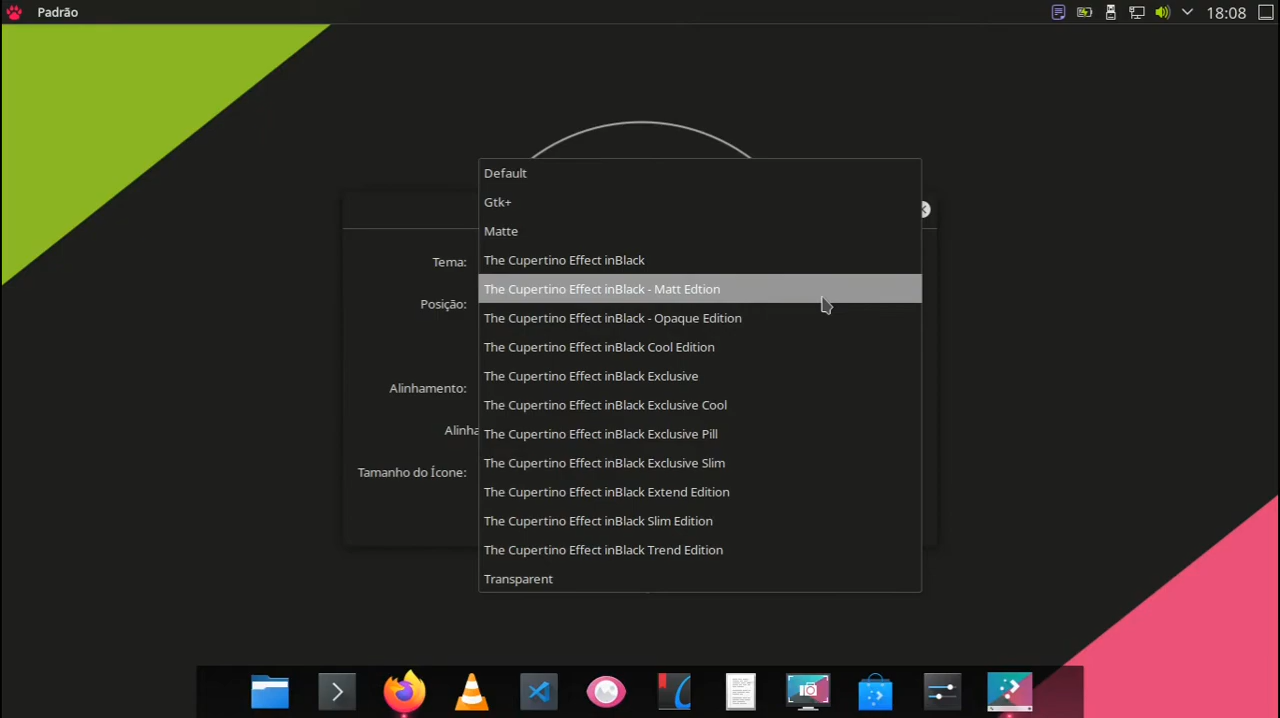 Padrão
18:08
Default
Gtk+
Matte
Tema:
The Cupertino Effect inBlack
The Cupertino Effect inBlack - Matt Edtion
Posição:
The Cupertino Effect inBlack - Opaque Edition
The Cupertino Effect inBlack Cool Edition
The Cupertino Effect inBlack Exclusive
Alinhamento:
The Cupertino Effect inBlack Exclusive Cool
Alinha
The Cupertino Effect inBlack Exclusive Pill
The Cupertino Effect inBlack Exclusive Slim
Tamanho do Ícone:
The Cupertino Effect inBlack Extend Edition
The Cupertino Effect inBlack Slim Edition
The Cupertino Effect inBlack Trend Edition
Transparent